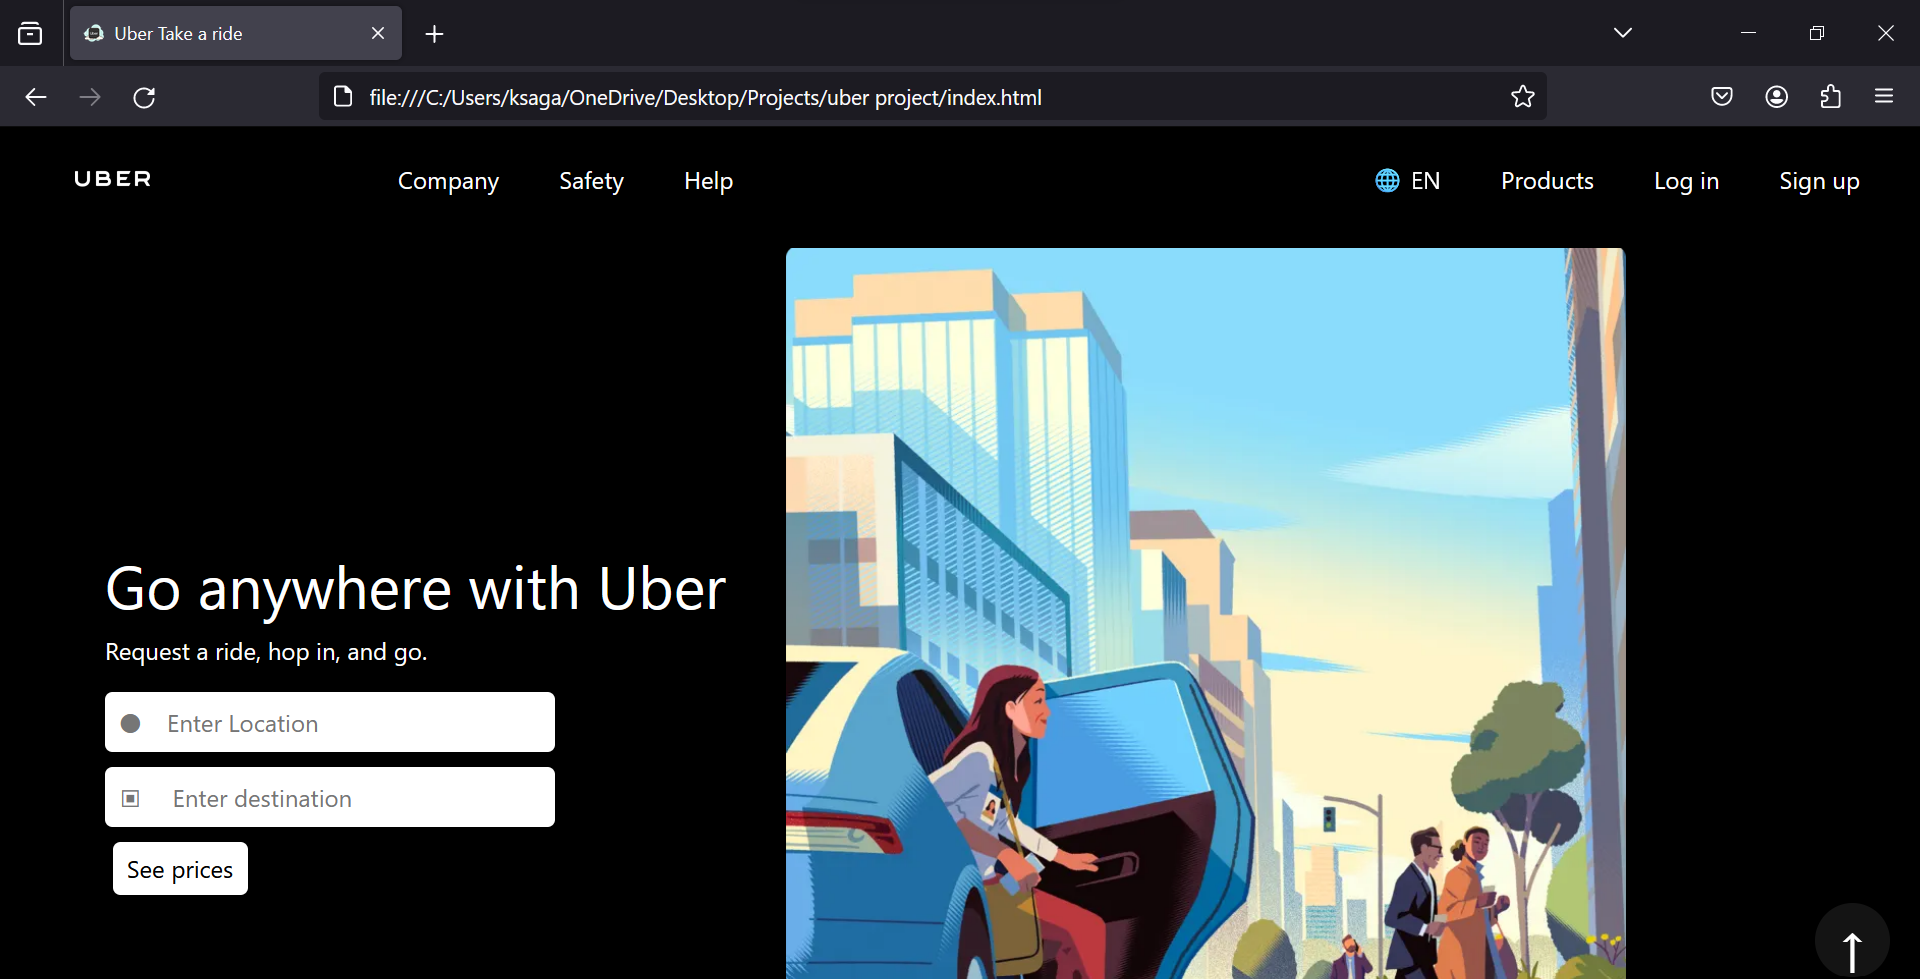 Uber Take a ride
file:///C:/Users/ksaga/OneDrive/Desktop/Projects/uber project/index.html
UBER Company Safety Help EN Products Log in Sign up
Go anywhere with Uber
Request a ride, hop in, and go.
Enter Location
Enter destination
See prices